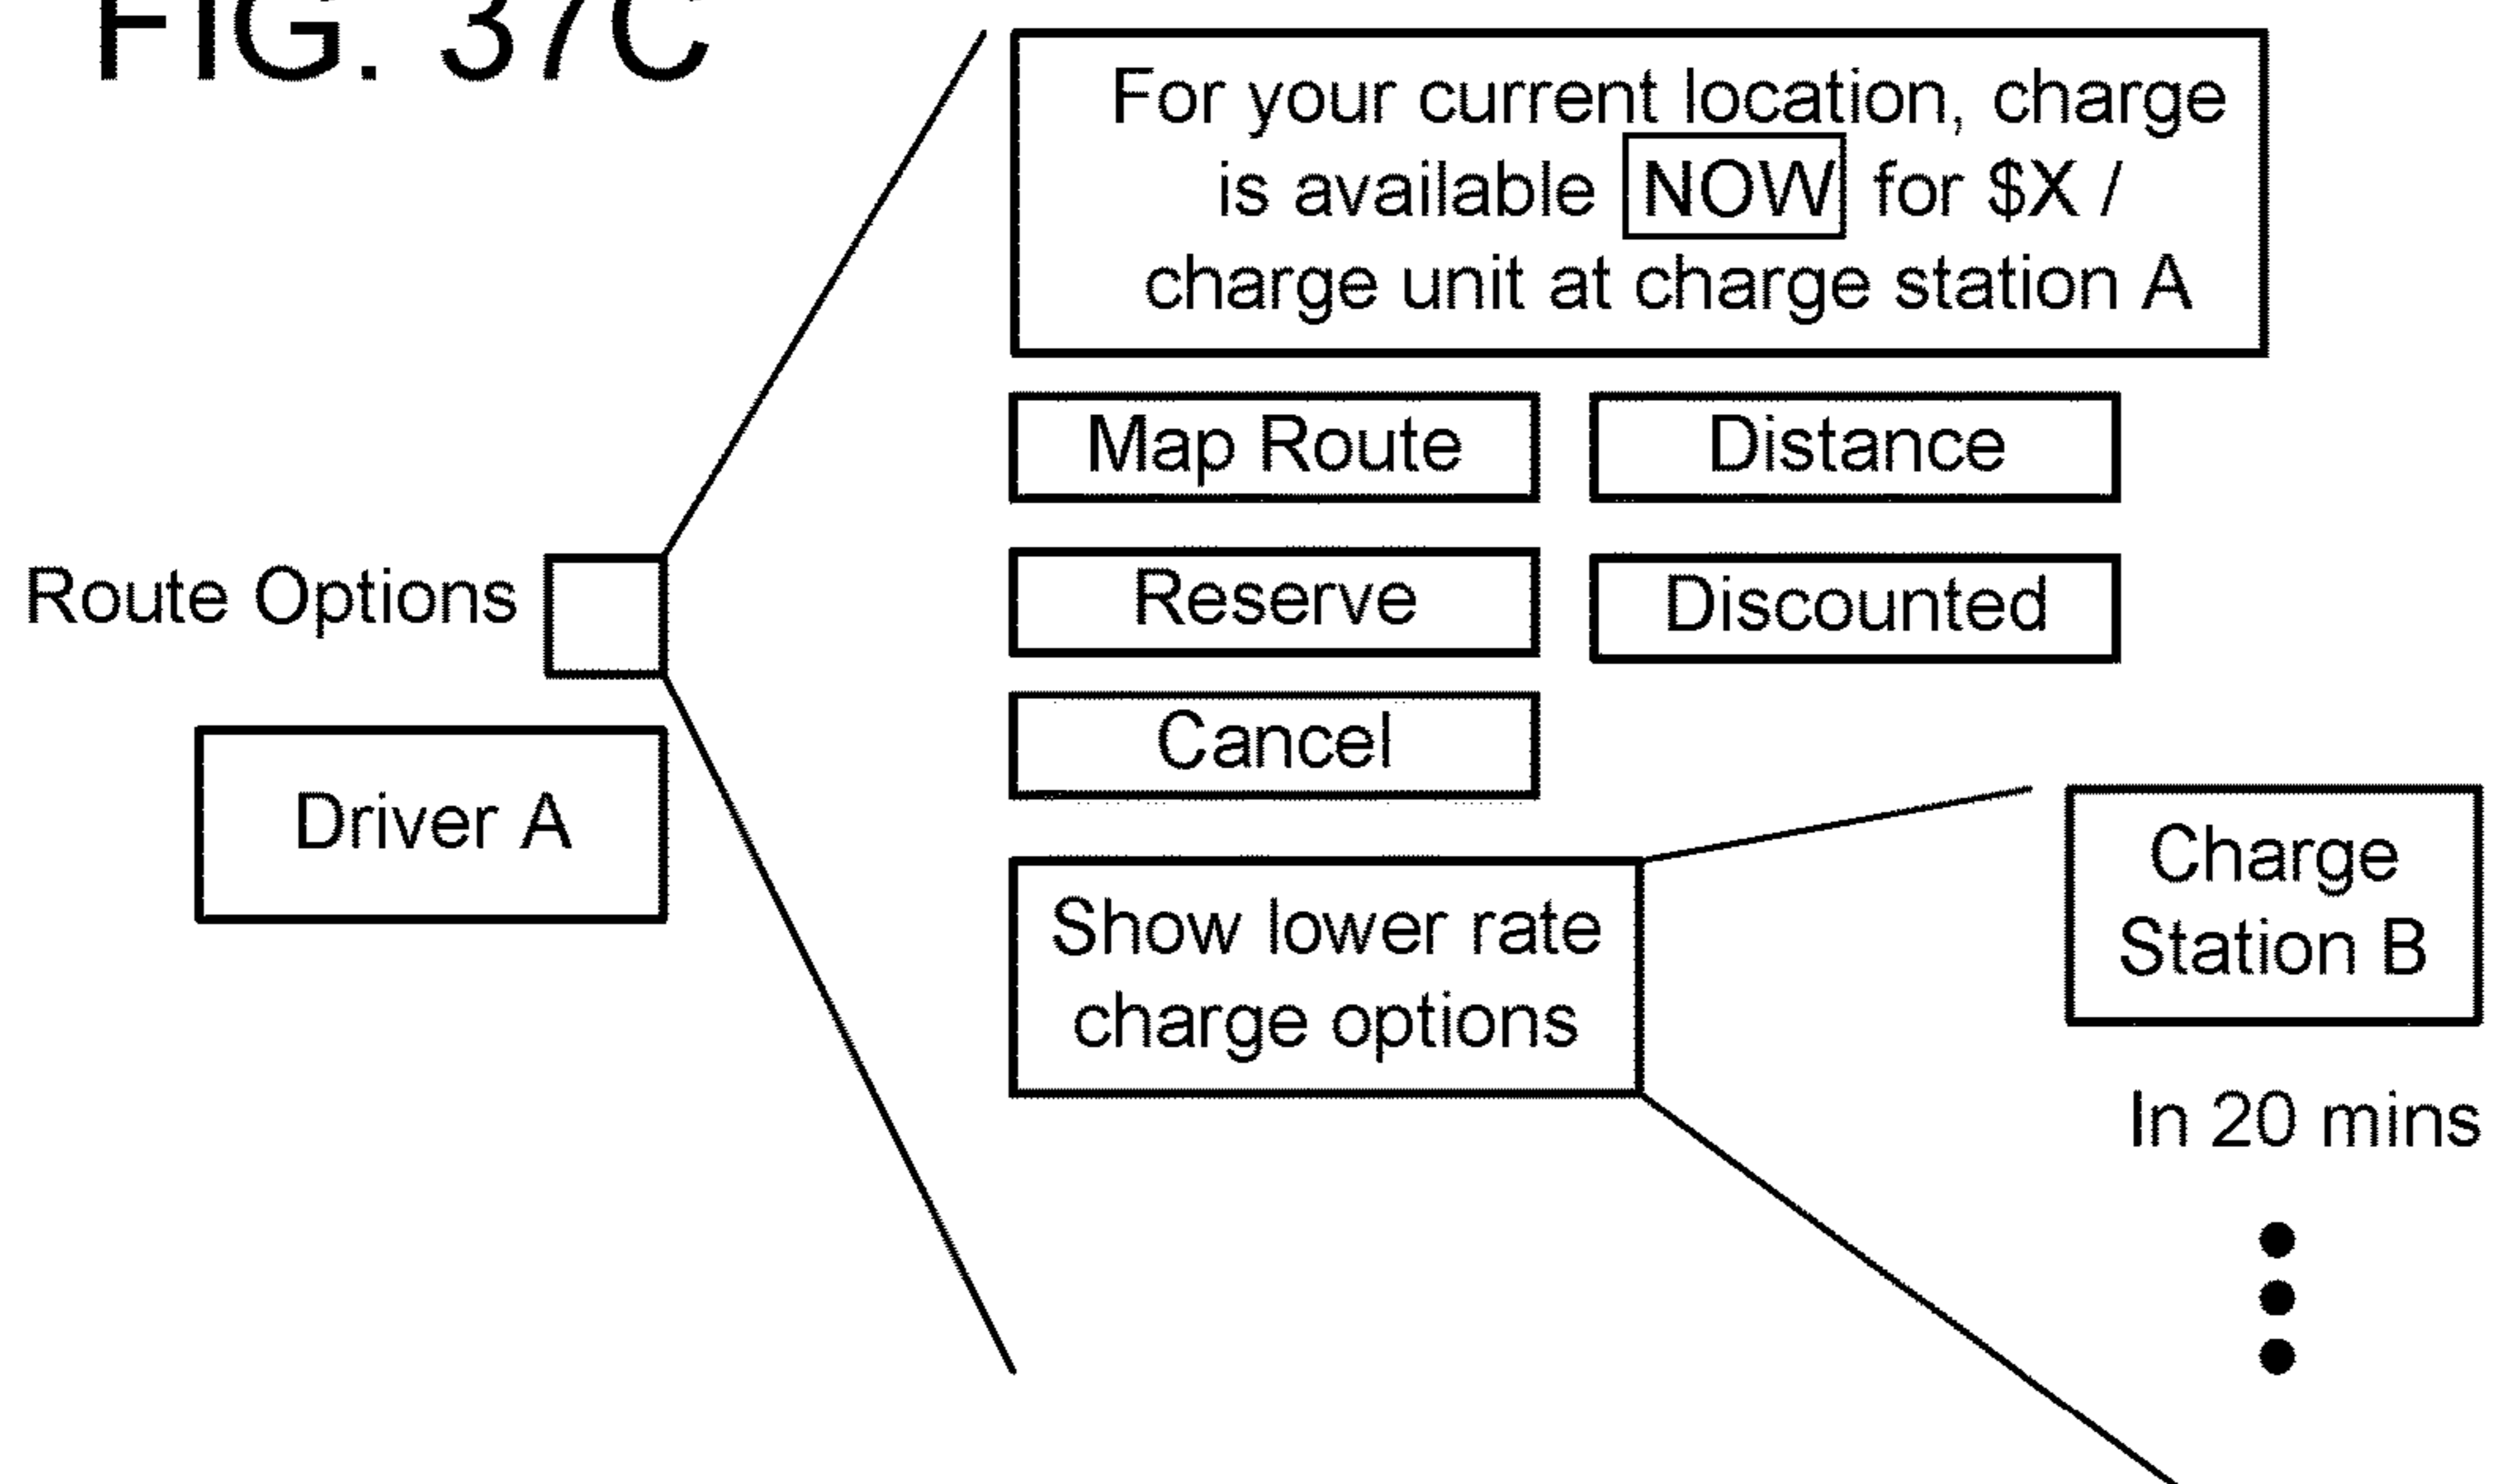 FIG. 37C
For your current location, charge
is available NOW for $X /
charge unit at charge station A
Map Route
Distance
Route Options
Reserve
Discounted
Cancel
Driver A
Show lower rate
charge options
Charge
Station B
In 20 mins